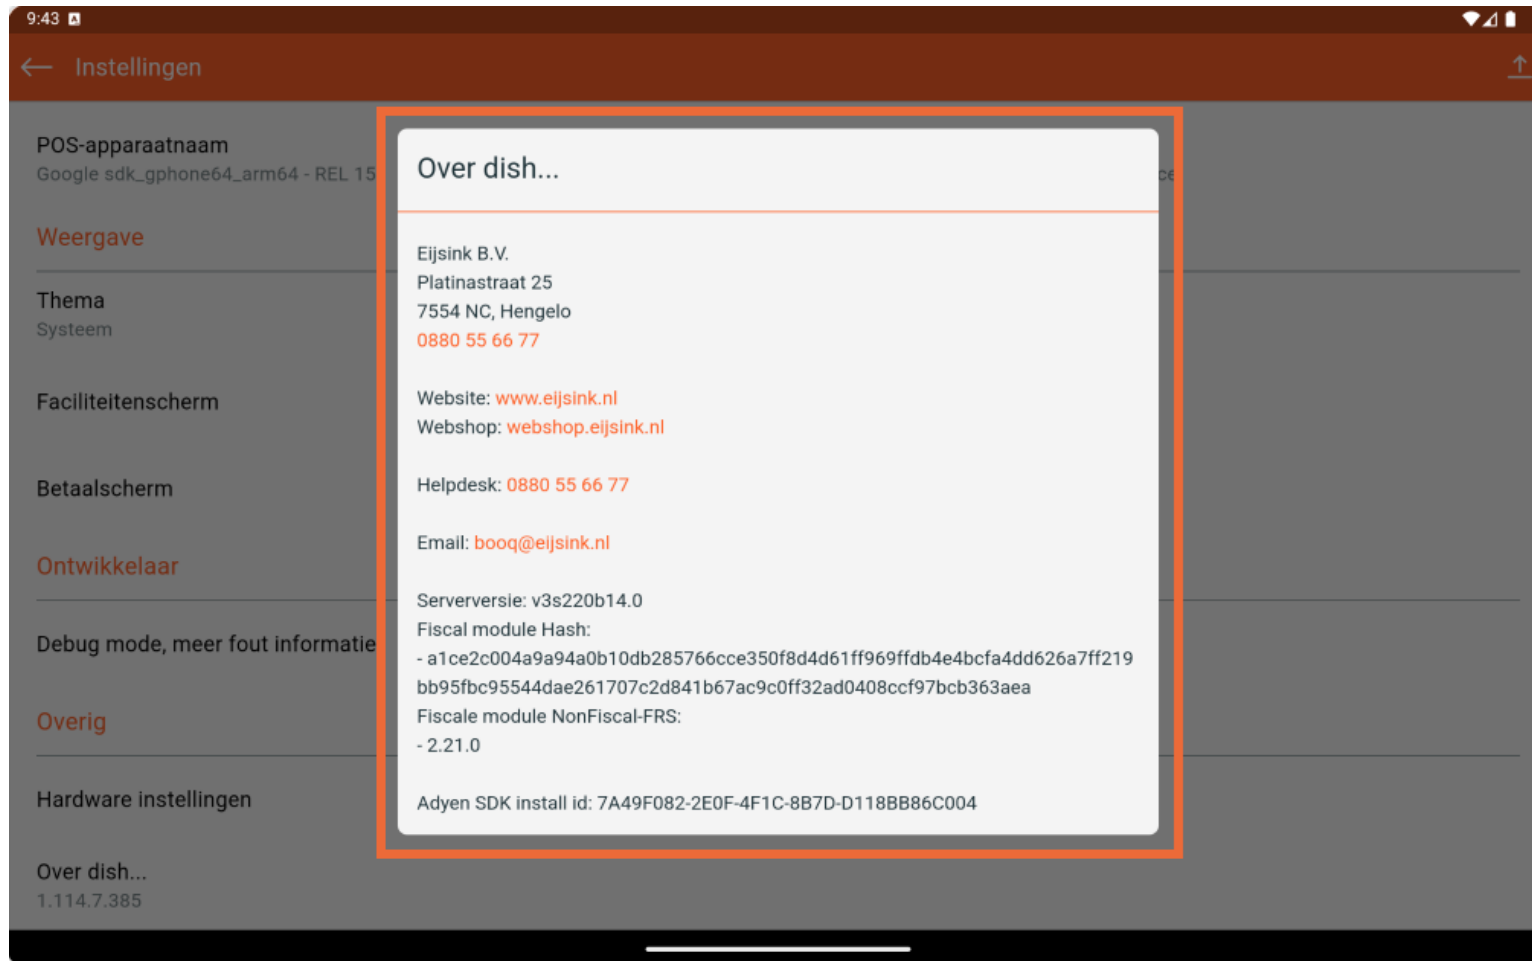 9:43
Instellingen
POS-apparaatnaam
Google sdk_gphone64_arm64 - REL 15
Weergave
Thema
Systeem
Faciliteitenscherm
Betaalscherm
Ontwikkelaar
Debug mode, meer fout informatie
Overig
Hardware instellingen
Over dish...
1.114.7.385
Over dish...
Eijsink B.V.
Platinastraat 25
7554 NC, Hengelo
0880 55 66 77
Website: www.eijsink.nl
Webshop: webshop.eijsink.nl
Helpdesk: 0880 55 66 77
Email: booq@eijsink.nl
Serverversie: v3s220b14.0
Fiscal module Hash:
- a1ce2c004a9a94a0b10db285766cce350f8d4d61ff969ffdb4e4bcfa4dd626a7ff219
bb95fbc95544dae261707c2d841b67ac9c0ff32ad0408ccf97bcb363aea
Fiscale module NonFiscal-FRS:
- 2.21.0
Adyen SDK install id: 7A49F082-2E0F-4F1C-8B7D-D118BB86C004